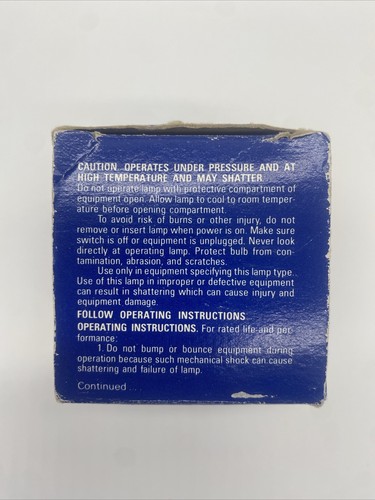 CAUTION. OPERATES UNDER PRESSURE AND AT
HIGH TEMPERATURE AND MAY SHATTER.
Do not operate lamp with protective compartment of
equipment open. Allow lamp to cool to room temper-
ature before opening compartment.
To avoid risk of burns or other injury, do not
remove or insert lamp when power is on. Make sure
switch is off or equipment is unplugged. Never look
directly at operating lamp. Protect bulb from con-
tamination, abrasion, and scratches.
Use only in equipment specifying this lamp type.
Use of this lamp in improper or defective equipment
can result in shattering which can cause injury and
equipment damage.
FOLLOW OPERATING INSTRUCTIONS.
OPERATING INSTRUCTIONS. For rated life and per-
formance:
1. Do not bump or bounce equipment during
operation because such mechanical shock can cause
shattering and failure of lamp.
Continued . . .